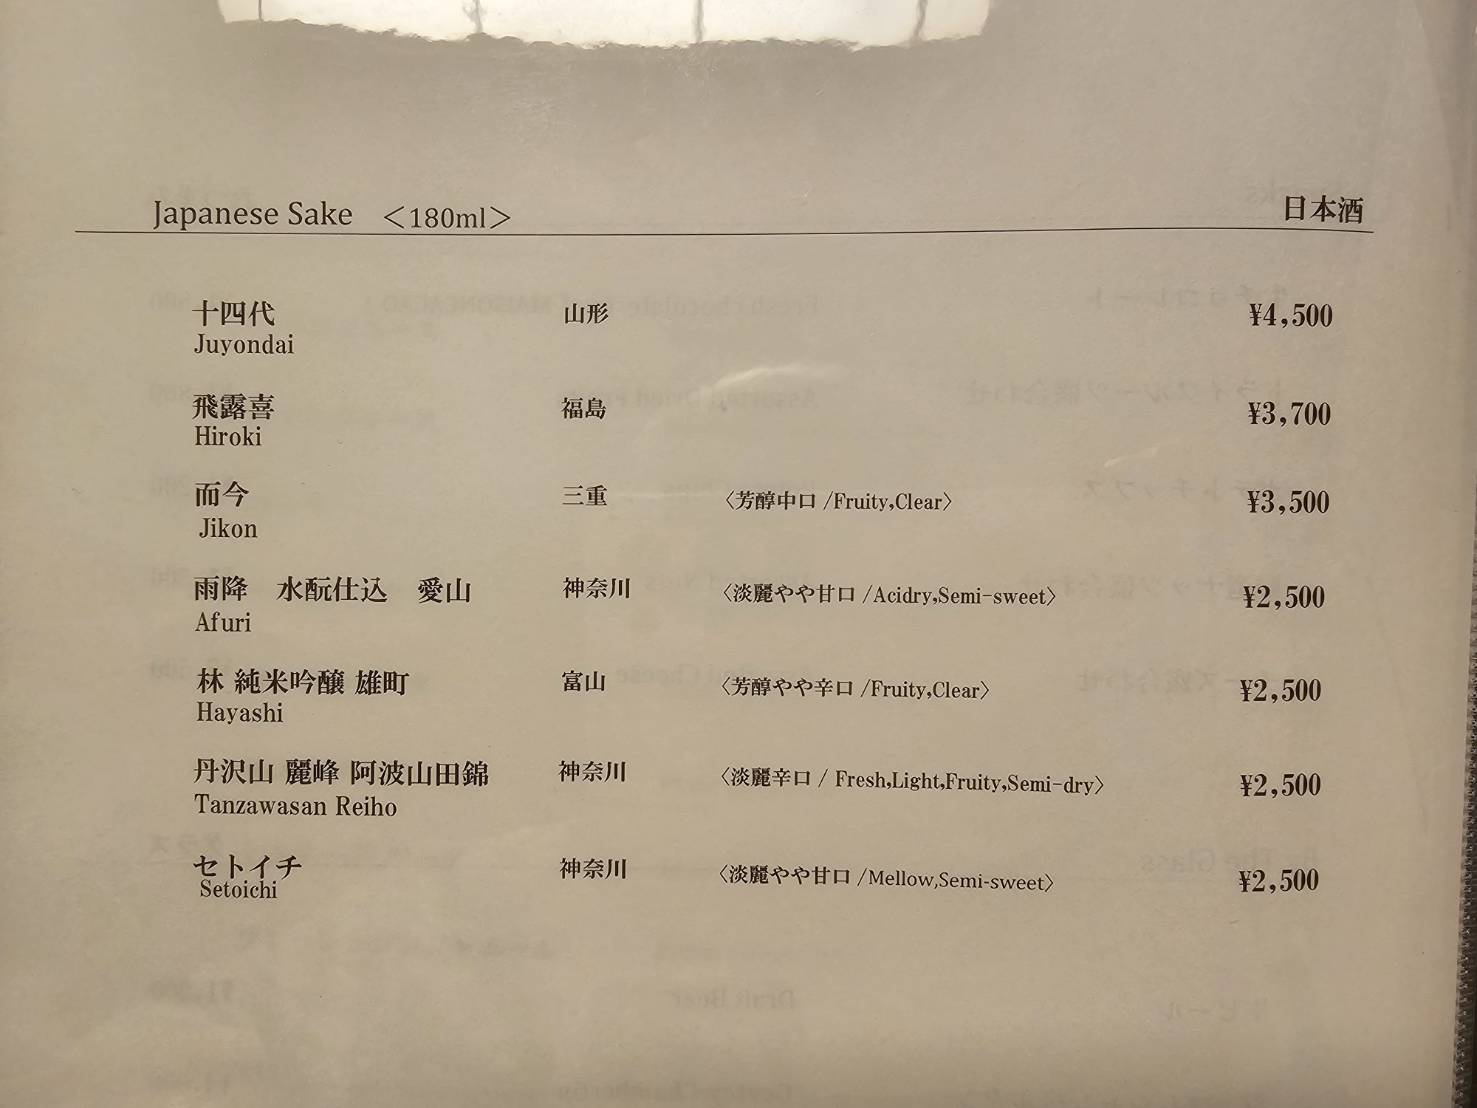 Japanese Sake <180ml> 日本酒
十四代 山形 ¥4,500
Juyondai
飛露喜 福島 ¥3,700
Hiroki
而今 三重 〈芳醇中口 /Fruity,Clear〉 ¥3,500
Jikon
雨降 水酛仕込 愛山 神奈川 〈淡麗やや甘口 /Acidry,Semi-sweet〉 ¥2,500
Afuri
林 純米吟醸 雄町 富山 〈芳醇やや辛口 /Fruity,Clear〉 ¥2,500
Hayashi
丹沢山 麗峰 阿波山田錦 神奈川 〈淡麗辛口 / Fresh,Light,Fruity,Semi-dry〉 ¥2,500
Tanzawasan Reiho
セトイチ 神奈川 〈淡麗やや甘口 /Mellow,Semi-sweet〉 ¥2,500
Setoichi